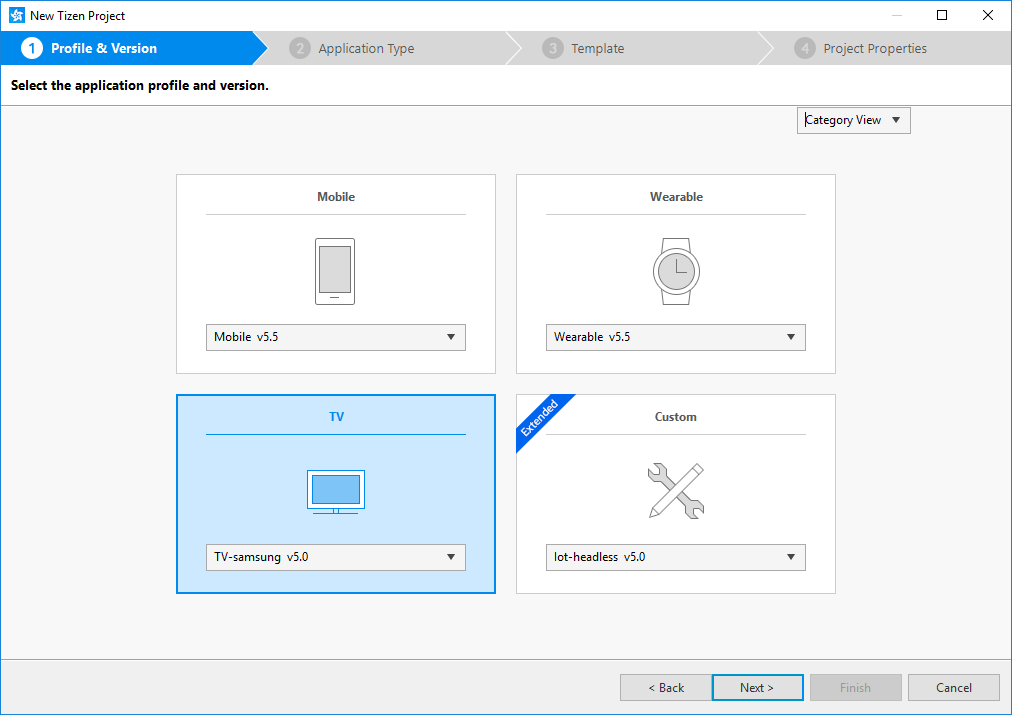 New Tizen Project
1 Profile & Version
2 Application Type
3 Template
4 Project Properties
Select the application profile and version.
Category View
Mobile
Wearable
Mobile v5.5
Wearable v5.5
TV
Extended
Custom
TV-samsung v5.0
Iot-headless v5.0
< Back
Next >
Finish
Cancel